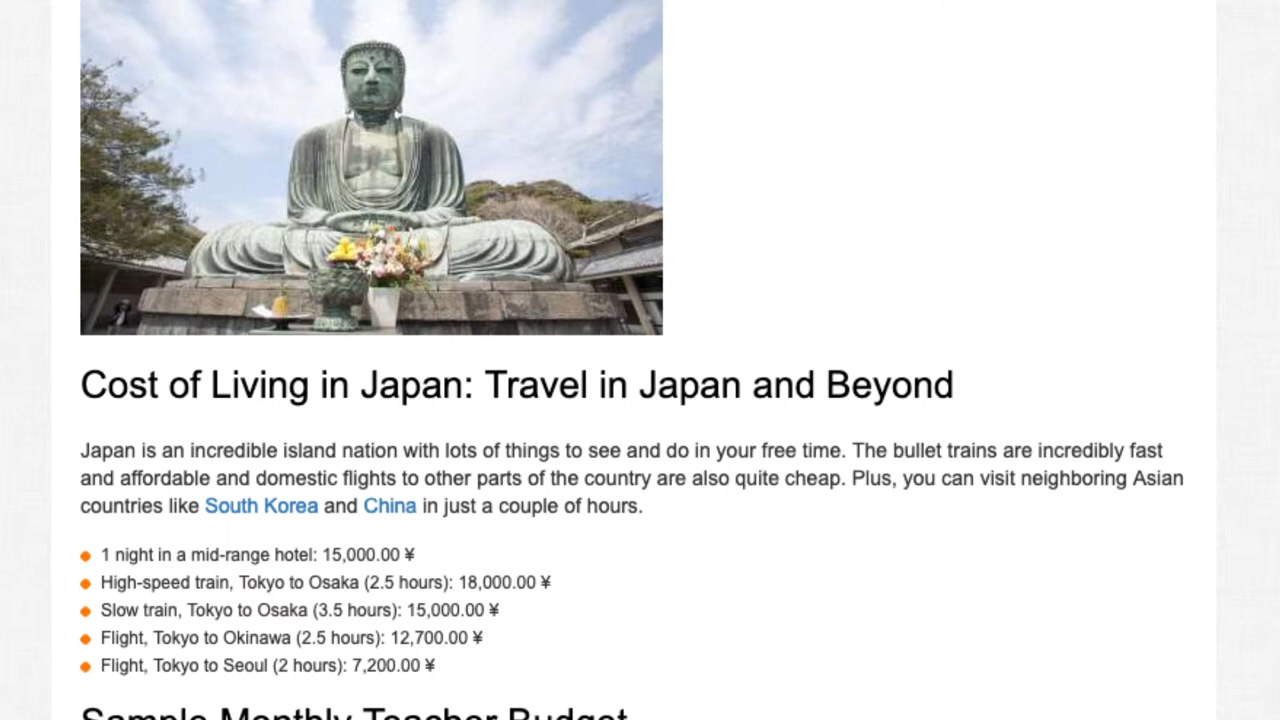 Cost of Living in Japan: Travel in Japan and Beyond
Japan is an incredible island nation with lots of things to see and do in your free time. The bullet trains are incredibly fast
and affordable and domestic flights to other parts of the country are also quite cheap. Plus, you can visit neighboring Asian
countries like South Korea and China in just a couple of hours.
1 night in a mid-range hotel: 15,000.00 ¥
High-speed train, Tokyo to Osaka (2.5 hours): 18,000.00 ¥
Slow train, Tokyo to Osaka (3.5 hours): 15,000.00 ¥
Flight, Tokyo to Okinawa (2.5 hours): 12,700.00 ¥
Flight, Tokyo to Seoul (2 hours): 7,200.00 ¥
Sample Monthly Teacher Budget